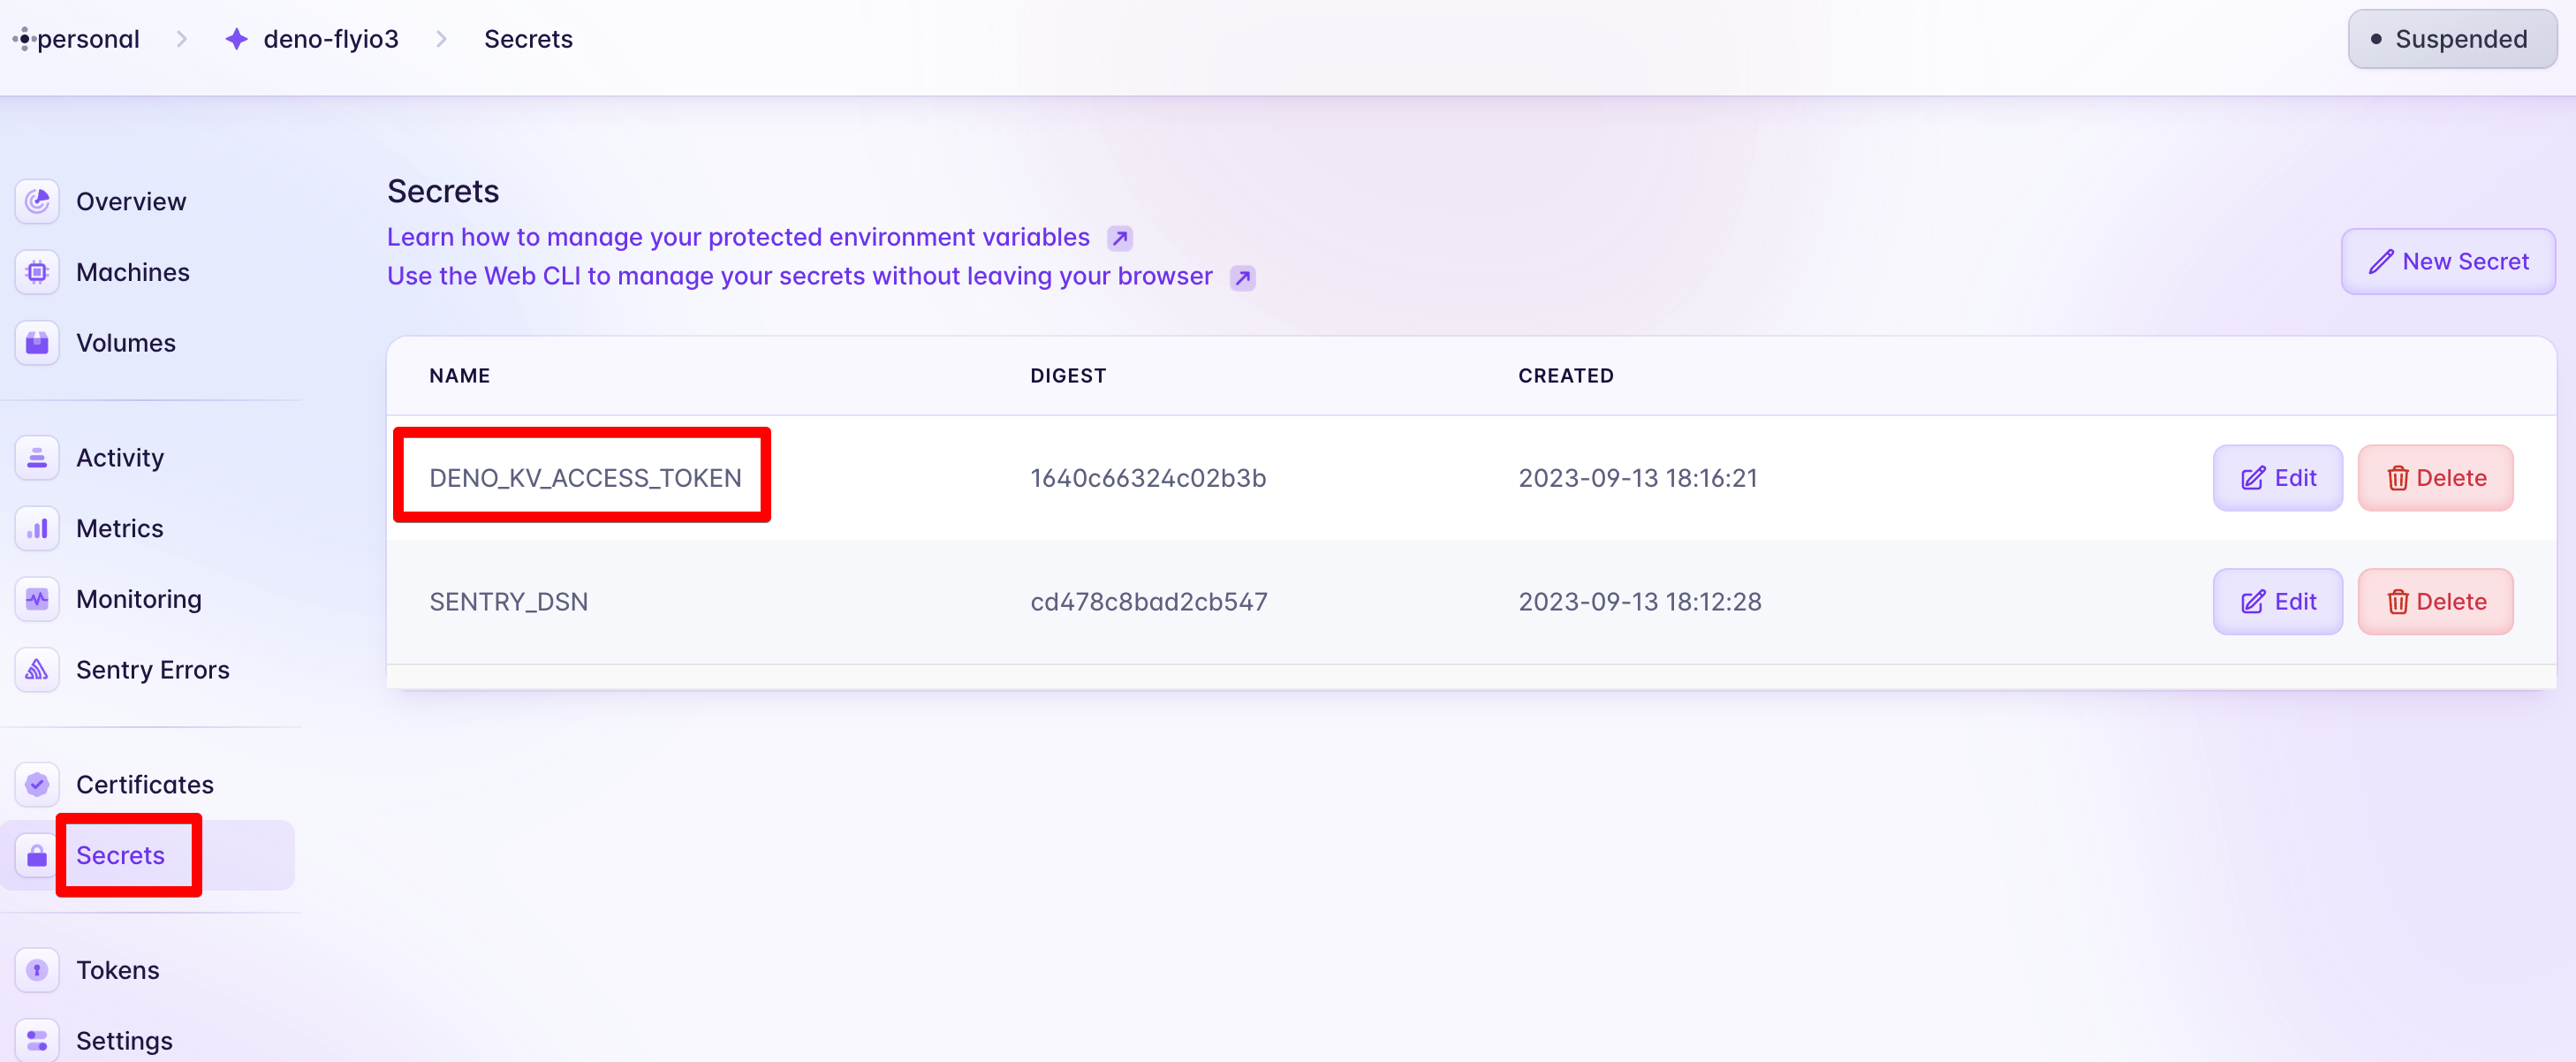 personal > deno-flyio3 > Secrets
Suspended
Overview
Machines
Volumes
Activity
Metrics
Monitoring
Sentry Errors
Certificates
Secrets
Tokens
Settings
Secrets
Learn how to manage your protected environment variables
Use the Web CLI to manage your secrets without leaving your browser
New Secret
NAME DIGEST CREATED
DENO_KV_ACCESS_TOKEN 1640c66324c02b3b 2023-09-13 18:16:21 Edit Delete
SENTRY_DSN cd478c8bad2cb547 2023-09-13 18:12:28 Edit Delete